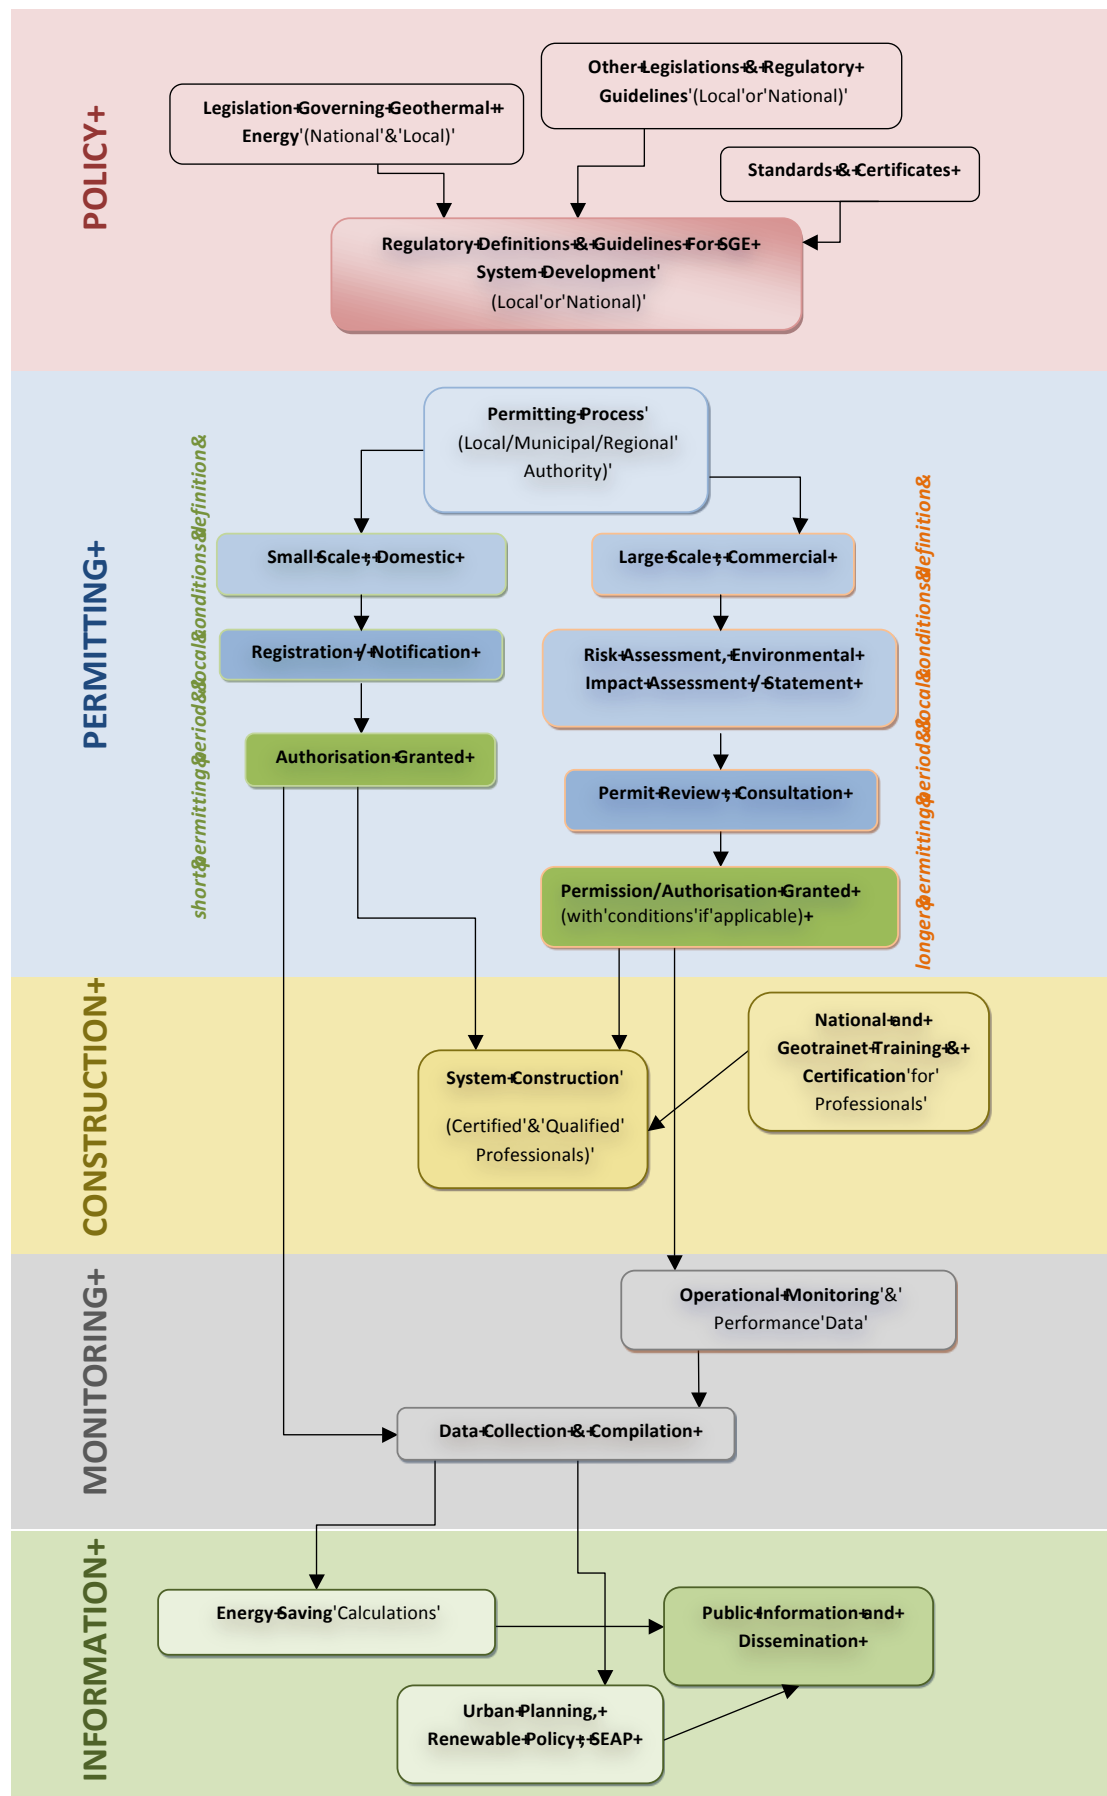 POLICY+
Other+Legislations+&+Regulatory+
Guidelines'(Local'or'National)'
Legislation+Governing+Geothermal++
Energy'(National'&'Local)'
Standards+&+Certificates+
Regulatory+Definitions+&+Guidelines+For+SGE+
System+Development'
(Local'or'National)'
PERMITTING+
Permitting+Process'
(Local/Municipal/Regional'
Authority)'
short&permitting&period&&local&conditions&definition&
longer&permitting&period&&local&conditions&definition&
Small+Scale+;+Domestic+
Large+Scale+;+Commercial+
Registration+/+Notification+
Risk+Assessment,+Environmental+
Impact+Assessment+/+Statement+
Authorisation+Granted+
Permit+Review+;+Consultation+
Permission/Authorisation+Granted+
(with'conditions'if'applicable)+
CONSTRUCTION+
National+and+
Geotrainet+Training+&+
Certification'for'
Professionals'
System+Construction'
(Certified'&'Qualified'
Professionals)'
MONITORING+
Operational+Monitoring'&'
Performance'Data'
Data+Collection+&+Compilation+
INFORMATION+
Energy+Saving'Calculations'
Public+Information+and+
Dissemination+
Urban+Planning,+
Renewable+Policy+;+SEAP+